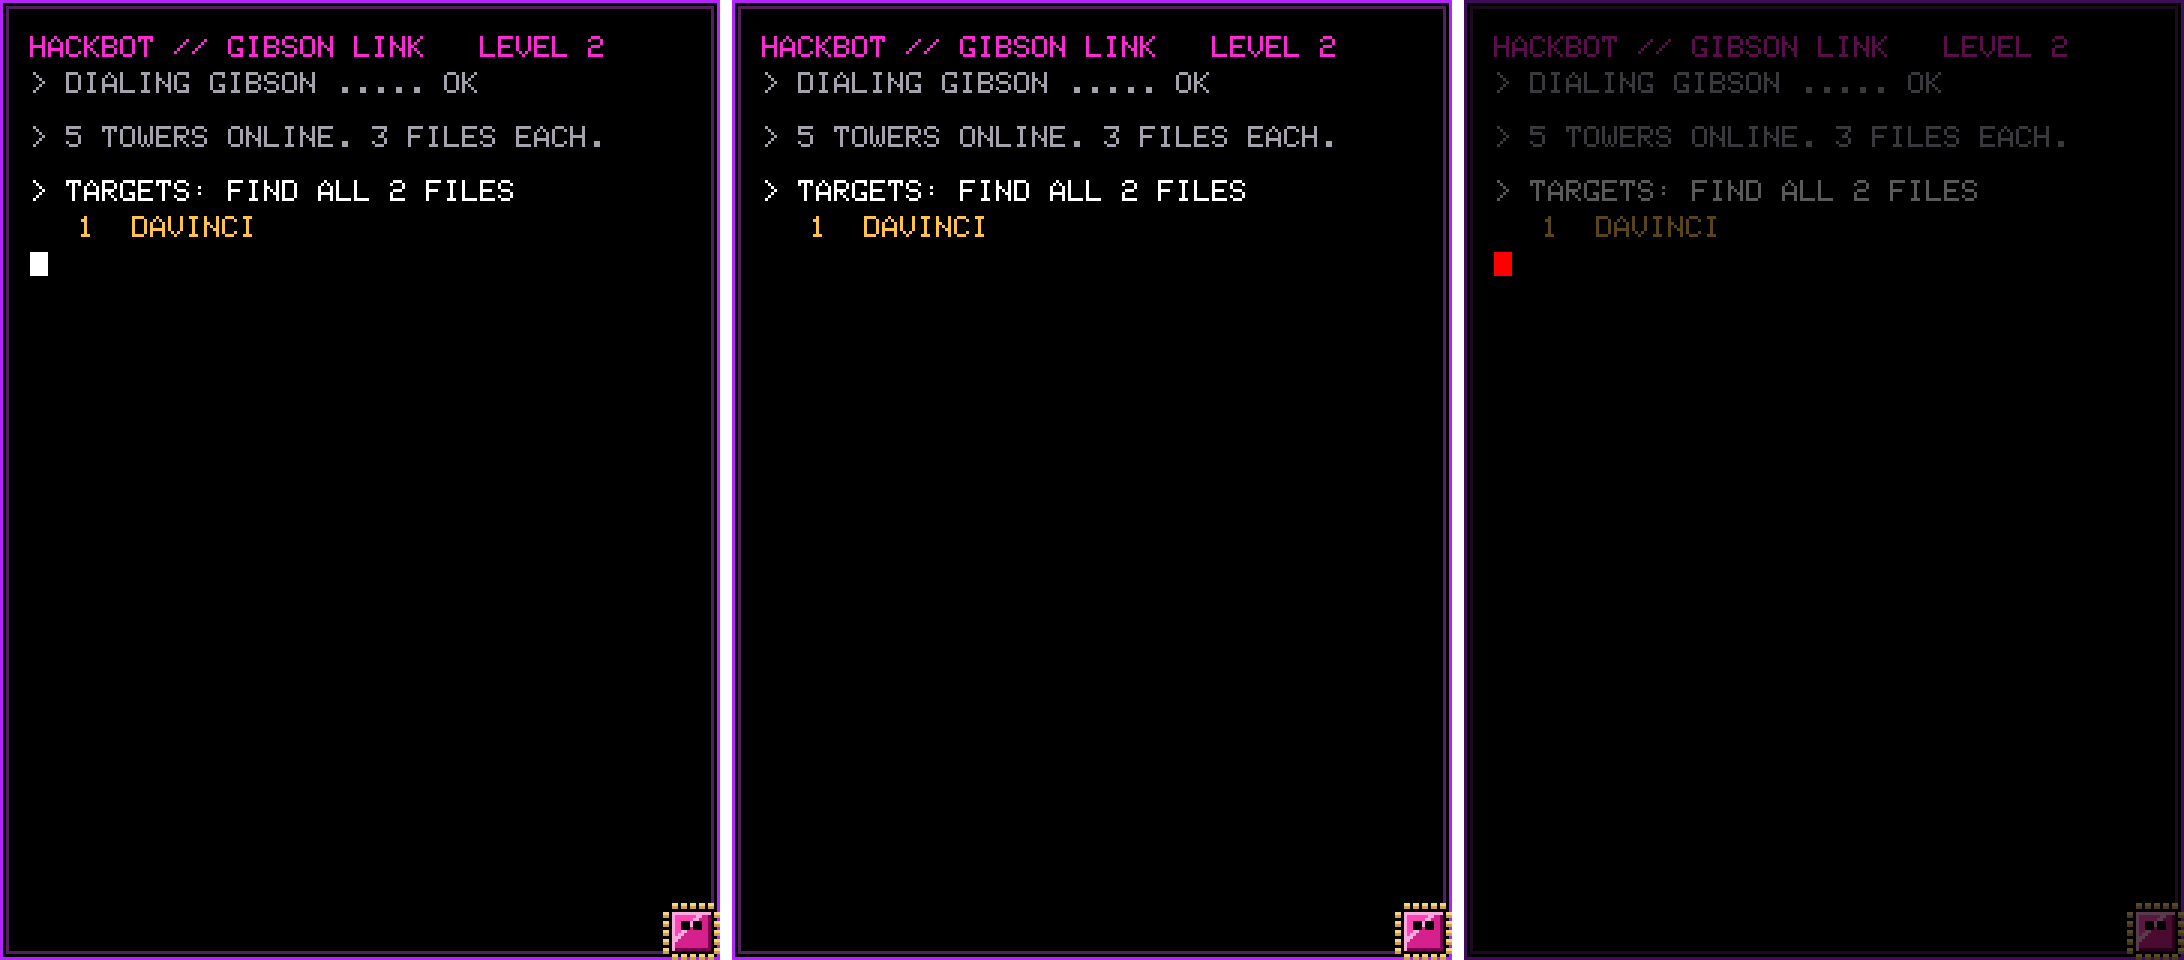 HACKBOT // GIBSON LINK   LEVEL 2
> DIALING GIBSON ..... OK
> 5 TOWERS ONLINE. 3 FILES EACH.
> TARGETS: FIND ALL 2 FILES
1  DAVINCI
HACKBOT // GIBSON LINK   LEVEL 2
> DIALING GIBSON ..... OK
> 5 TOWERS ONLINE. 3 FILES EACH.
> TARGETS: FIND ALL 2 FILES
1  DAVINCI
HACKBOT // GIBSON LINK   LEVEL 2
> DIALING GIBSON ..... OK
> 5 TOWERS ONLINE. 3 FILES EACH.
> TARGETS: FIND ALL 2 FILES
1  DAVINCI